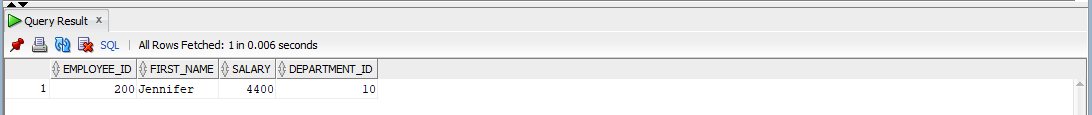 Query Result x
SQL | All Rows Fetched: 1 in 0.006 seconds
EMPLOYEE_ID FIRST_NAME SALARY DEPARTMENT_ID
1 200 Jennifer 4400 10